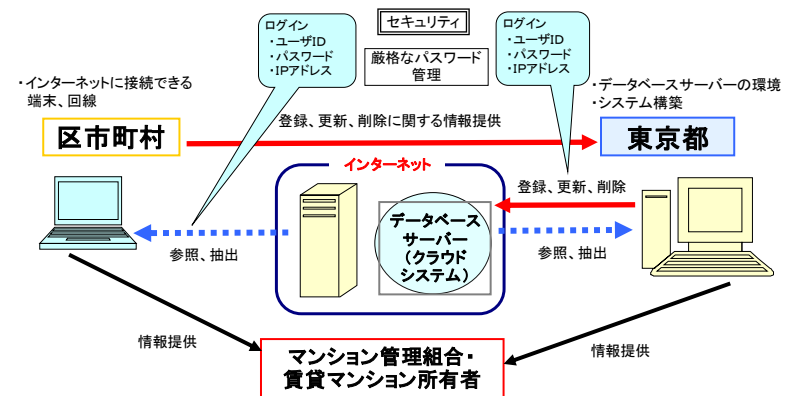 ログイン
・ユーザID
・パスワード
・IPアドレス
セキュリティ
厳格なパスワード
管理
ログイン
・ユーザID
・パスワード
・IPアドレス
・インターネットに接続できる
端末、回線
・データベースサーバーの環境
・システム構築
区市町村
登録、更新、削除に関する情報提供
東京都
インターネット
登録、更新、削除
データベース
サーバー
(クラウド
システム)
参照、抽出
参照、抽出
情報提供
情報提供
マンション管理組合・
賃貸マンション所有者